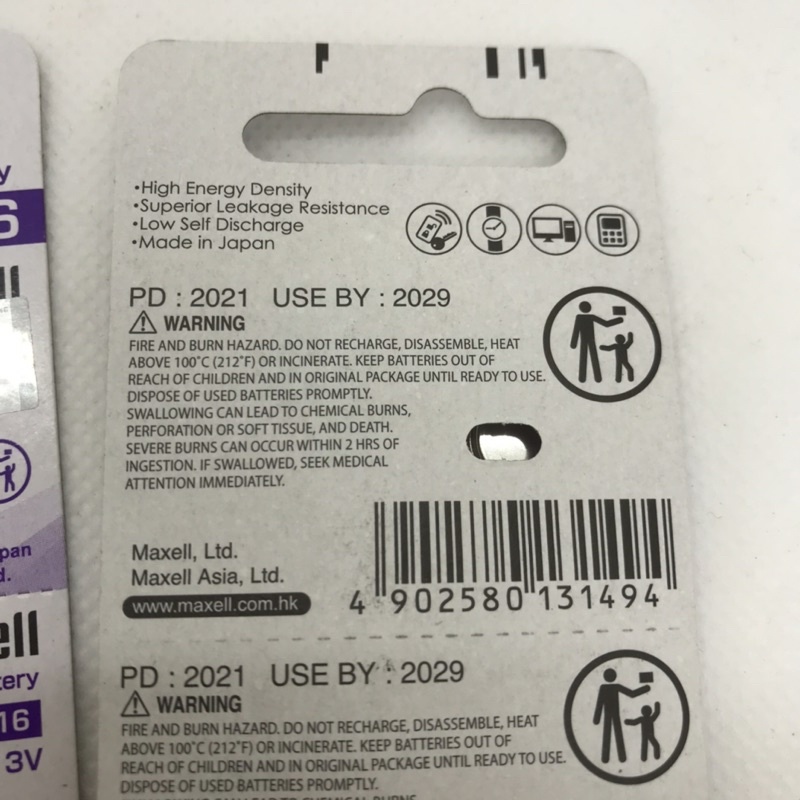 •High Energy Density
•Superior Leakage Resistance
•Low Self Discharge
•Made in Japan
PD : 2021 USE BY : 2029
WARNING
FIRE AND BURN HAZARD. DO NOT RECHARGE, DISASSEMBLE, HEAT
ABOVE 100°C (212°F) OR INCINERATE. KEEP BATTERIES OUT OF
REACH OF CHILDREN AND IN ORIGINAL PACKAGE UNTIL READY TO USE.
DISPOSE OF USED BATTERIES PROMPTLY.
SWALLOWING CAN LEAD TO CHEMICAL BURNS,
PERFORATION OR SOFT TISSUE, AND DEATH.
SEVERE BURNS CAN OCCUR WITHIN 2 HRS OF
INGESTION. IF SWALLOWED, SEEK MEDICAL
ATTENTION IMMEDIATELY.
Maxell, Ltd.
Maxell Asia, Ltd.
www.maxell.com.hk
4 902580 131494
PD : 2021 USE BY : 2029
WARNING
FIRE AND BURN HAZARD. DO NOT RECHARGE, DISASSEMBLE, HEAT
ABOVE 100°C (212°F) OR INCINERATE. KEEP BATTERIES OUT OF
REACH OF CHILDREN AND IN ORIGINAL PACKAGE UNTIL READY TO USE.
DISPOSE OF USED BATTERIES PROMPTLY.
pan
d.
ell
tery
16
3V